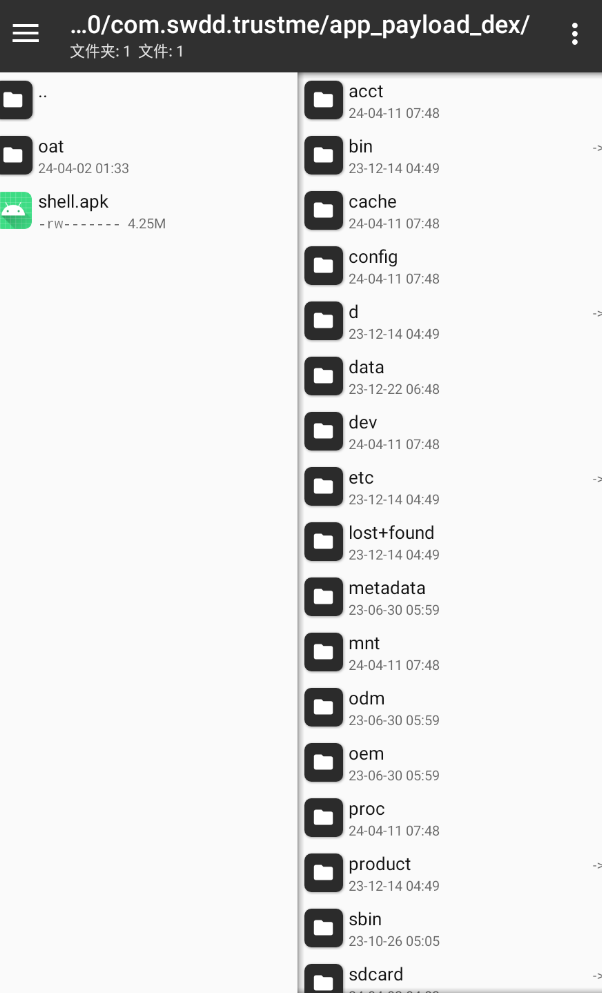 ...0/com.swdd.trustme/app_payload_dex/
文件夹: 1 文件: 1
..
oat
24-04-02 01:33
shell.apk
-rw------- 4.25M
acct
24-04-11 07:48
bin
23-12-14 04:49
->
cache
24-04-11 07:48
config
24-04-11 07:48
d
23-12-14 04:49
->
data
23-12-22 06:48
dev
24-04-11 07:48
etc
23-12-14 04:49
->
lost+found
23-12-14 04:49
metadata
23-06-30 05:59
mnt
24-04-11 07:48
odm
23-06-30 05:59
oem
23-06-30 05:59
proc
24-04-11 07:48
product
23-12-14 04:49
->
sbin
23-10-26 05:05
sdcard
->